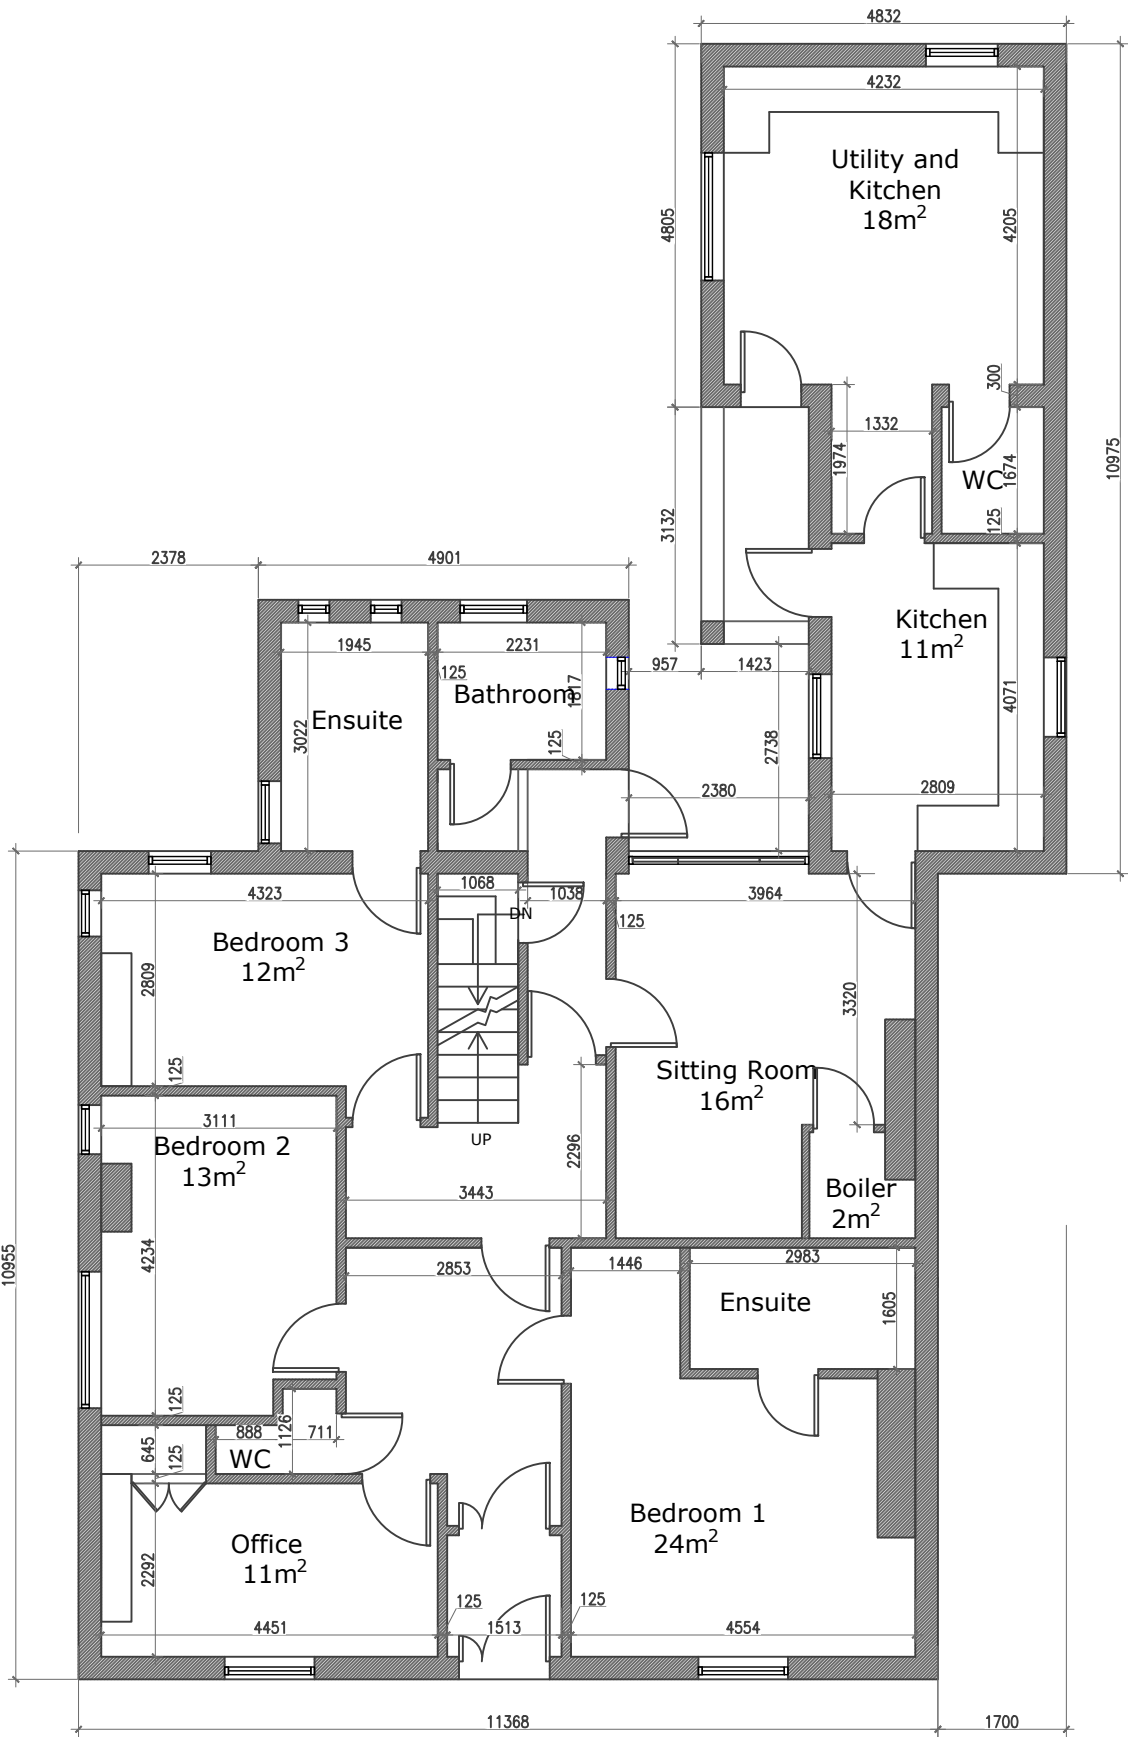 4832
4232
Utility and
Kitchen
18m²
4805
4205
300
1332
1974
WC
1674
125
10975
3132
2378
4901
Kitchen
11m²
1945
2231
125
957
1423
Bathroom
1817
Ensuite
3022
4071
125
2738
2380
2809
4323
1068
1038
3964
DN
125
Bedroom 3
12m²
2809
3320
125
Sitting Room
16m²
3111
Bedroom 2
13m²
UP
2296
3443
Boiler
2m²
4234
10955
2853
1446
2983
Ensuite
1605
125
1126
888
711
645
125
WC
Bedroom 1
24m²
Office
11m²
2292
125
125
4451
1513
4554
11368
1700